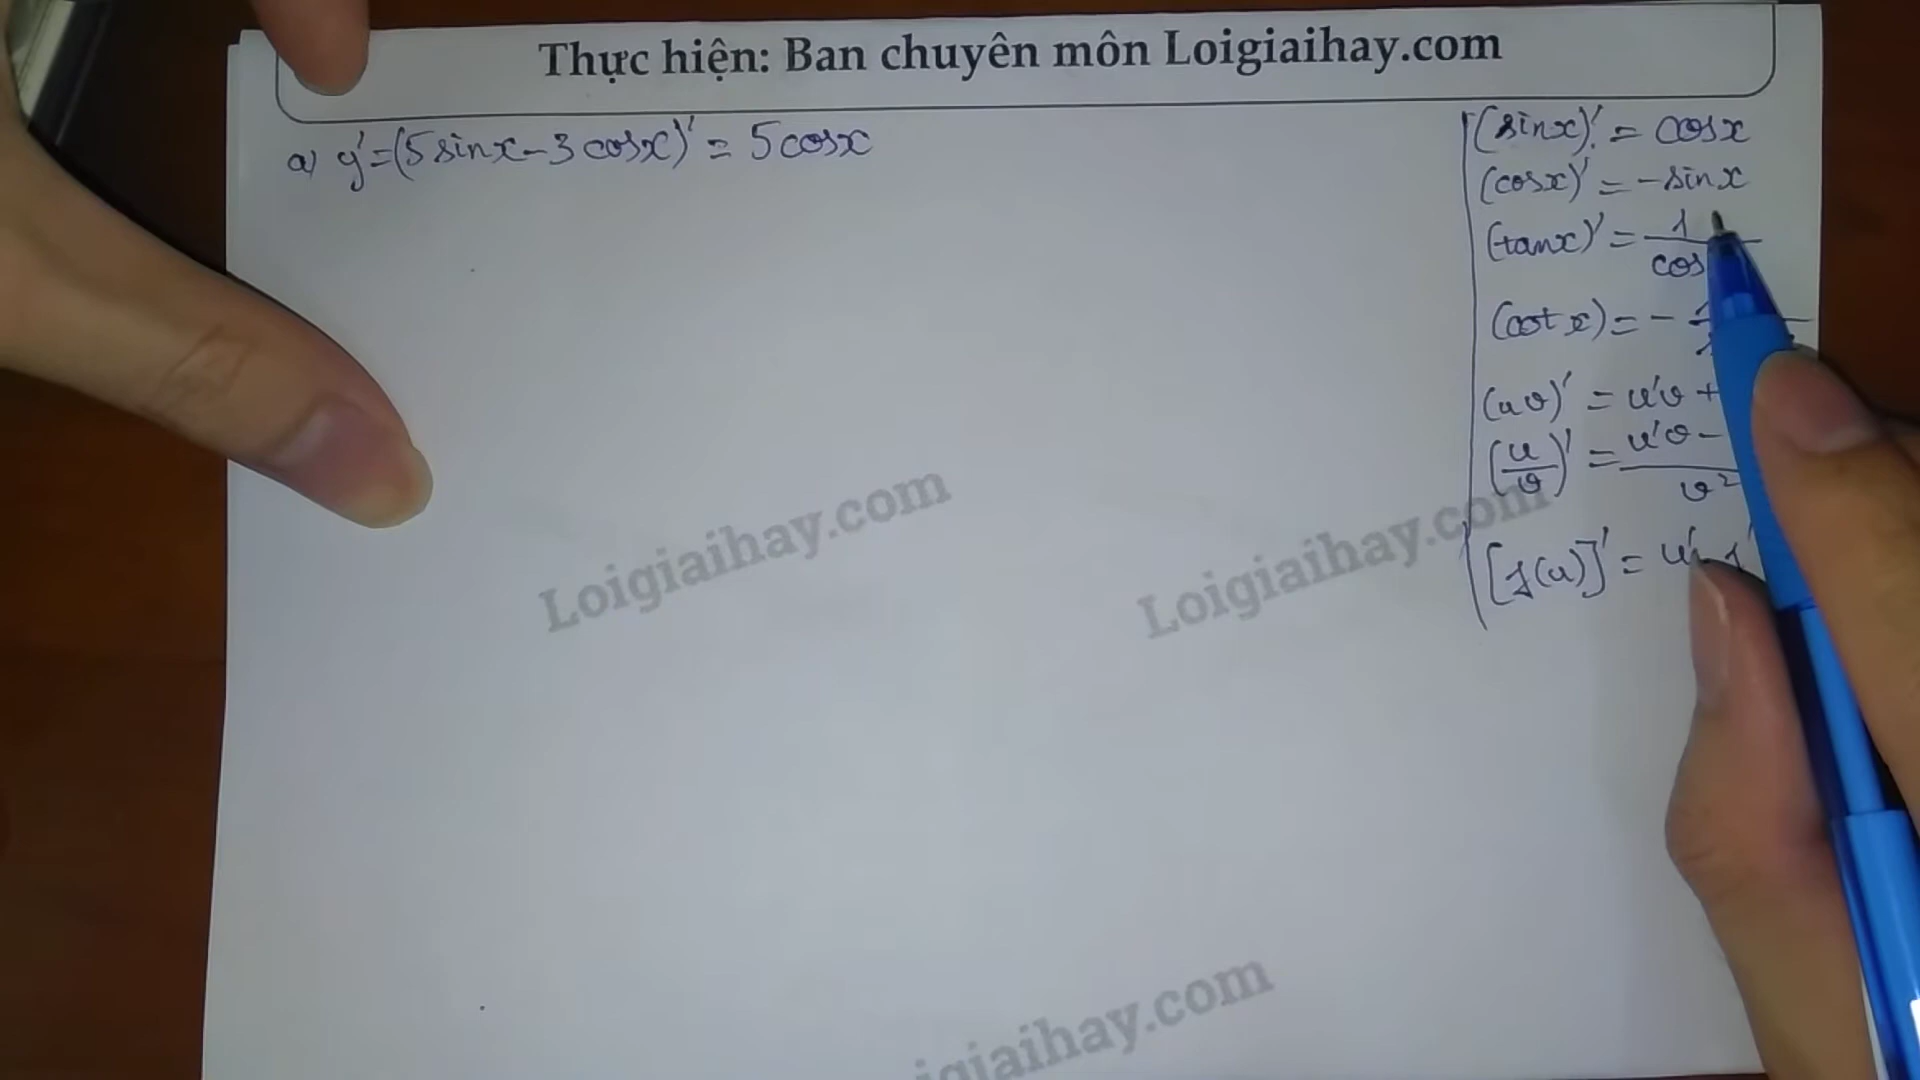 Thực hiện: Ban chuyên môn Loigiaihay.com
a) y' = (5 sinx - 3 cosx)' = 5 cosx
(sinx)' = cosx
(cosx)' = - sinx
(tanx)' = 1/cos
(cot x) = -
(uv)' = u'v +
(u/v)' = u'v - / v²
[f(u)]' = u'.
Loigiaihay.com
Loigiaihay.com
igiaihay.com